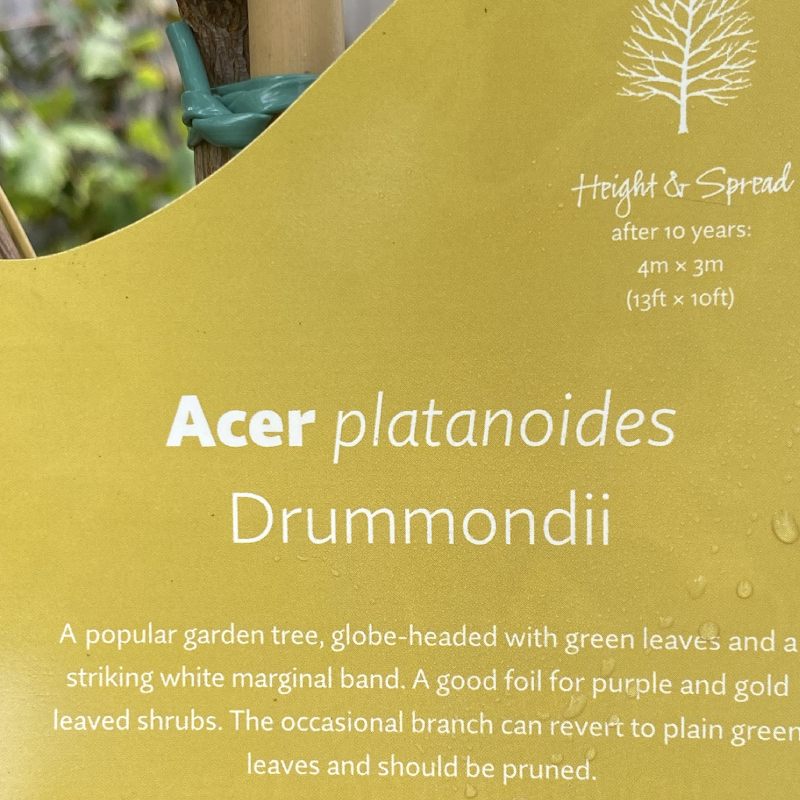 Height & Spread
after 10 years:
4m × 3m
(13ft × 10ft)
Acer platanoides
Drummondii
A popular garden tree, globe-headed with green leaves and a
striking white marginal band. A good foil for purple and gold
leaved shrubs. The occasional branch can revert to plain green
leaves and should be pruned.